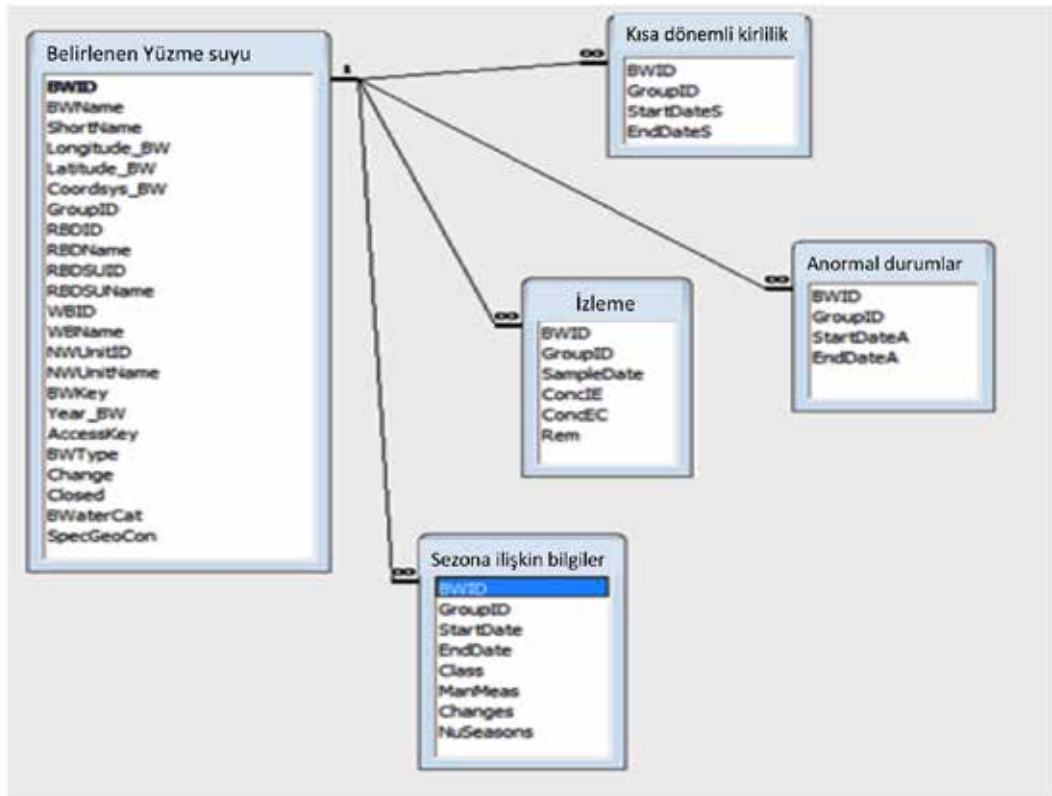 Belirlenen Yüzme suyu
BWID
BWName
ShortName
Longitude_BW
Latitude_BW
Coordsys_BW
GroupID
RBDID
RBDName
RBDSUID
RBDSUName
WBID
WBName
NWUnitID
NWUnitName
BWKey
Year_BW
AccessKey
BWType
Change
Closed
BWaterCat
SpecGeoCon
1
∞
Kısa dönemli kirlilik
BWID
GroupID
StartDateS
EndDateS
∞
Anormal durumlar
BWID
GroupID
StartDateA
EndDateA
∞
İzleme
BWID
GroupID
SampleDate
ConcIE
ConcEC
Rem
∞
Sezona ilişkin bilgiler
BWID
GroupID
StartDate
EndDate
Class
ManMeas
Changes
NuSeasons